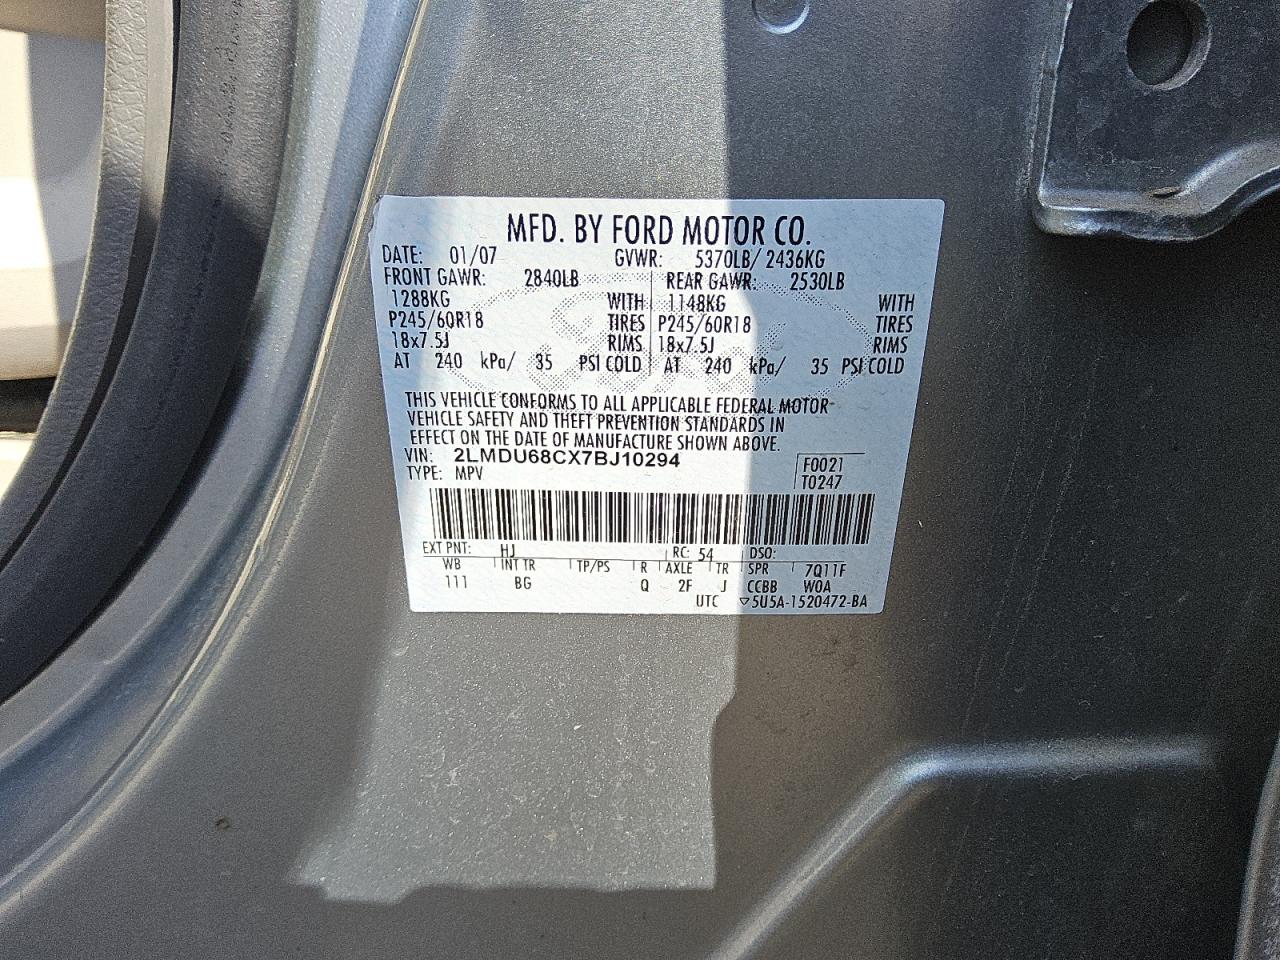 MFD. BY FORD MOTOR CO.
DATE: 01/07 GVWR: 5370LB/ 2436KG
FRONT GAWR: 2840LB REAR GAWR: 2530LB
1288KG WITH 1148KG WITH
P245/60R18 TIRES P245/60R18 TIRES
18x7.5J RIMS 18x7.5J RIMS
AT 240 kPa/ 35 PSI COLD AT 240 kPa/ 35 PSI COLD
THIS VEHICLE CONFORMS TO ALL APPLICABLE FEDERAL MOTOR
VEHICLE SAFETY AND THEFT PREVENTION STANDARDS IN
EFFECT ON THE DATE OF MANUFACTURE SHOWN ABOVE.
VIN: 2LMDU68CX7BJ10294 F0021
TYPE: MPV T0247
EXT PNT: HJ RC: 54 DSO:
WB INT TR TP/PS R AXLE TR SPR 7Q11F
111 BG Q 2F J CCBB WOA
UTC ▽5U5A-1520472-BA